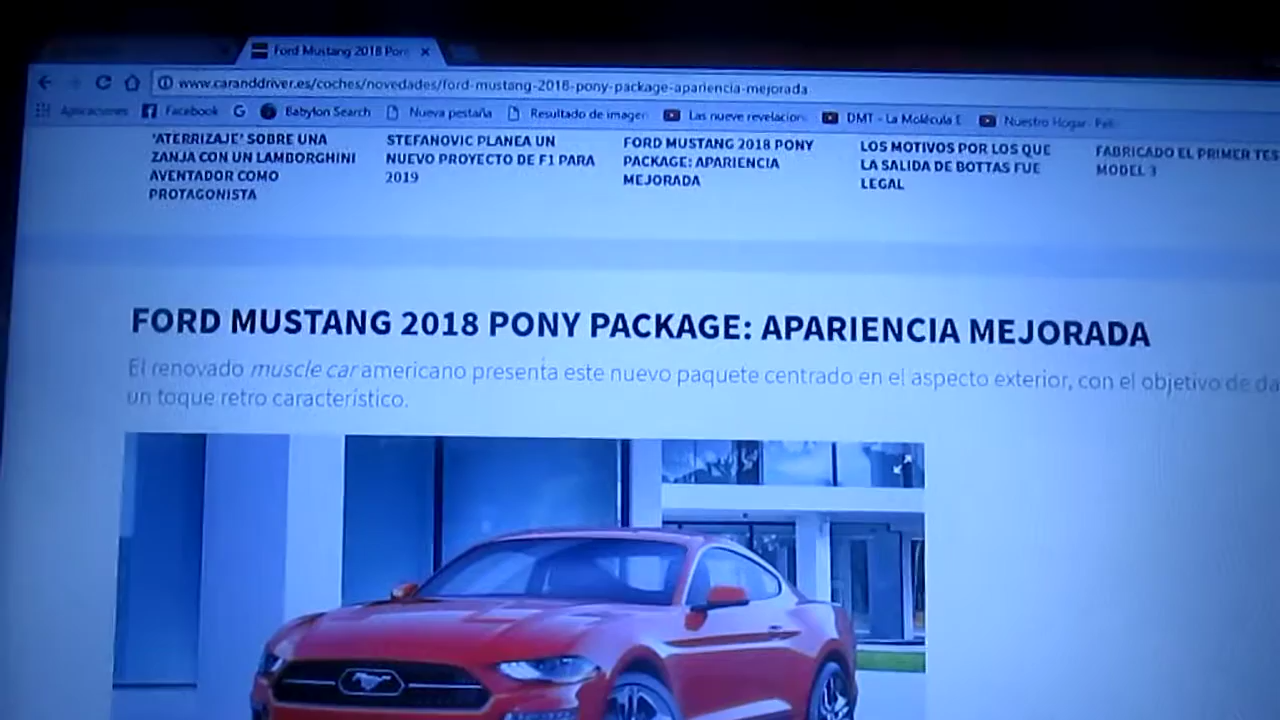 Ford Mustang 2018 Pon
www.caranddriver.es/coches/novedades/ford-mustang-2018-pony-package-apariencia-mejorada
Aplicaciones Facebook G Babylon Search Nueva pestaña Resultado de imagen Las nueve revelacion DMT - La Molécula E Nuestro Hogar Peli
'ATERRIZAJE' SOBRE UNA
ZANJA CON UN LAMBORGHINI
AVENTADOR COMO
PROTAGONISTA
STEFANOVIC PLANEA UN
NUEVO PROYECTO DE F1 PARA
2019
FORD MUSTANG 2018 PONY
PACKAGE: APARIENCIA
MEJORADA
LOS MOTIVOS POR LOS QUE
LA SALIDA DE BOTTAS FUE
LEGAL
FABRICADO EL PRIMER TES
MODEL 3
FORD MUSTANG 2018 PONY PACKAGE: APARIENCIA MEJORADA
El renovado muscle car americano presenta este nuevo paquete centrado en el aspecto exterior, con el objetivo de da
un toque retro característico.